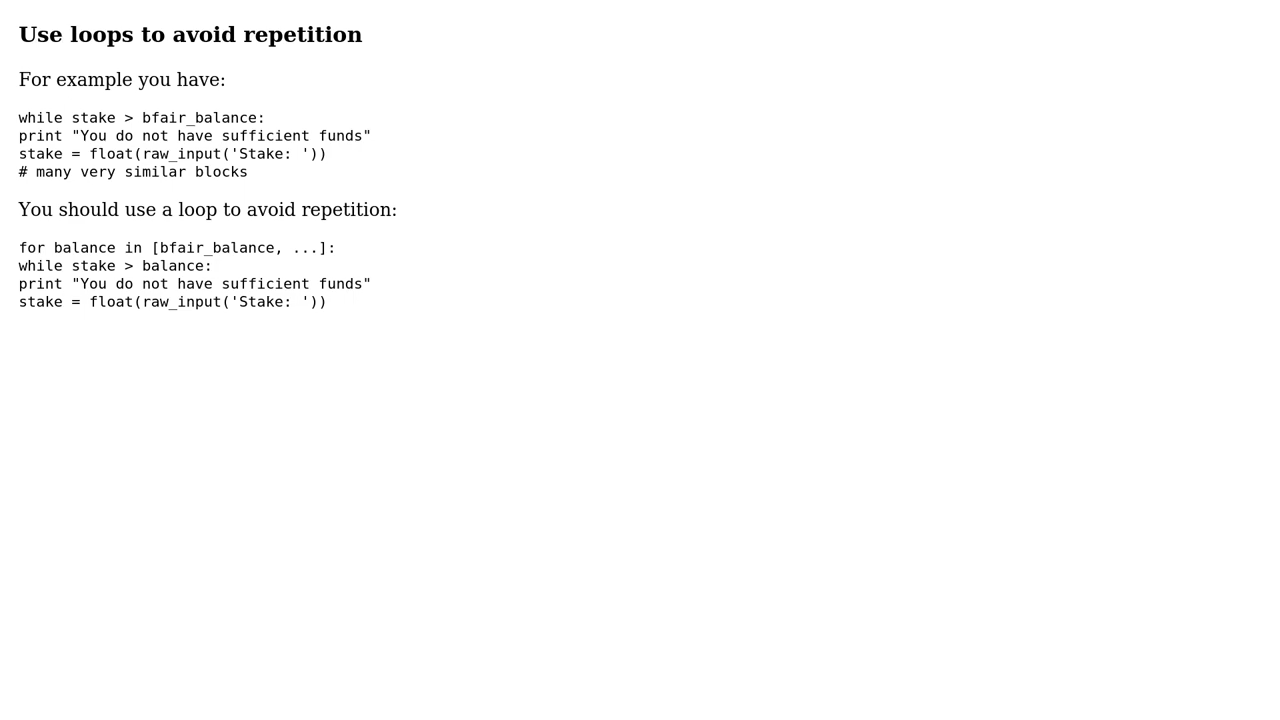 Use loops to avoid repetition
For example you have:
while stake > bfair_balance:
print "You do not have sufficient funds"
stake = float(raw_input('Stake: '))
# many very similar blocks
You should use a loop to avoid repetition:
for balance in [bfair_balance, ...]:
while stake > balance:
print "You do not have sufficient funds"
stake = float(raw_input('Stake: '))